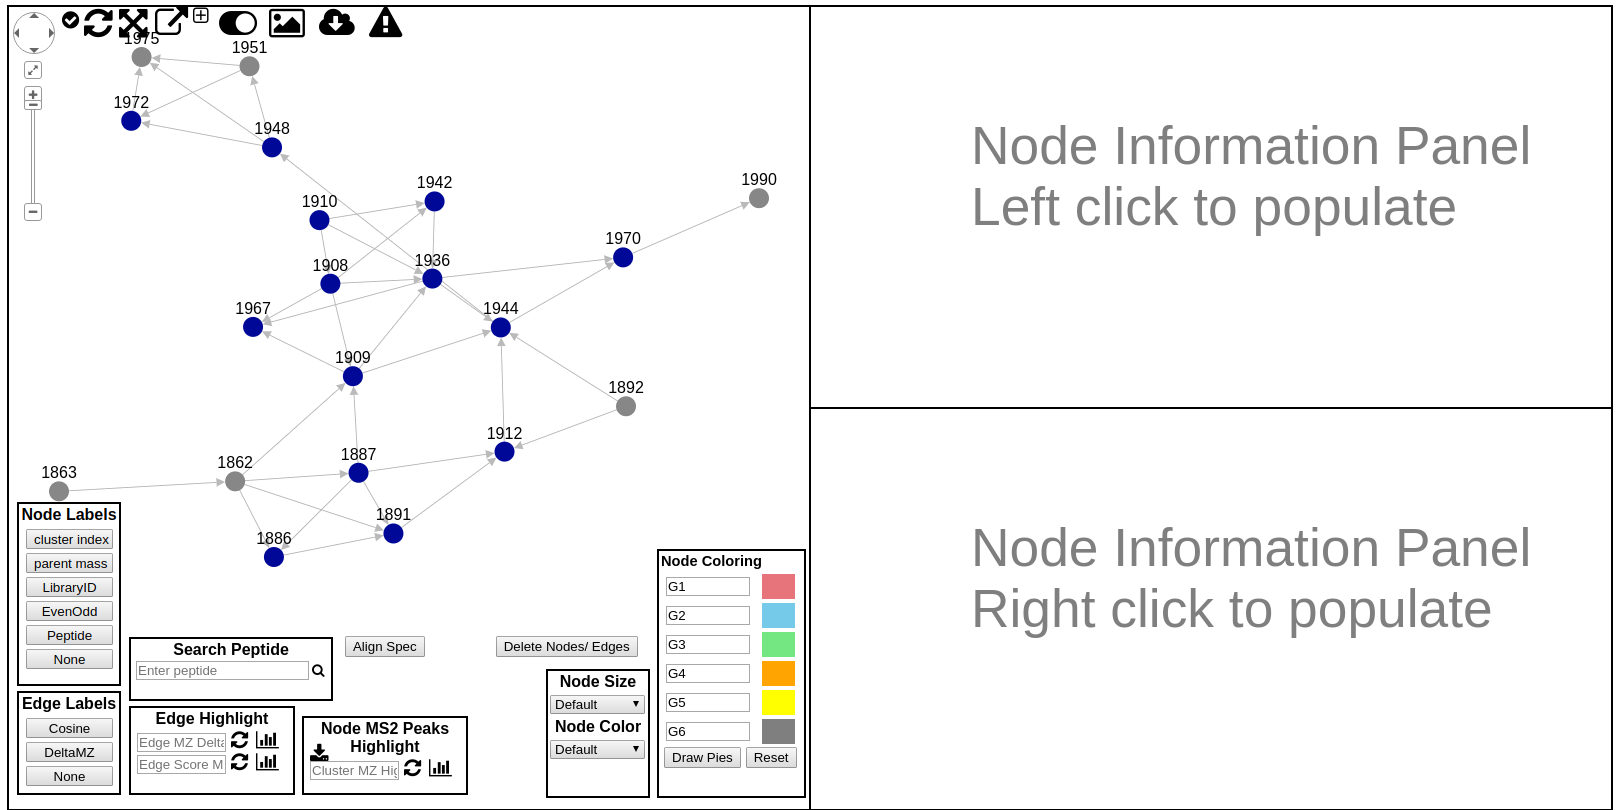 1975
1951
1972
1948
1942
1990
1910
1970
1908
1936
1967
1944
1909
1892
1912
1887
1862
1863
1891
1886
Node Labels
cluster index
parent mass
LibraryID
EvenOdd
Peptide
None
Edge Labels
Cosine
DeltaMZ
None
Search Peptide
Enter peptide
Align Spec
Delete Nodes/ Edges
Edge Highlight
Edge MZ Delta
Edge Score M
Node MS2 Peaks
Highlight
Cluster MZ Hig
Node Size
Default
Node Color
Default
Node Coloring
G1
G2
G3
G4
G5
G6
Draw Pies
Reset
Node Information Panel
Left click to populate
Node Information Panel
Right click to populate